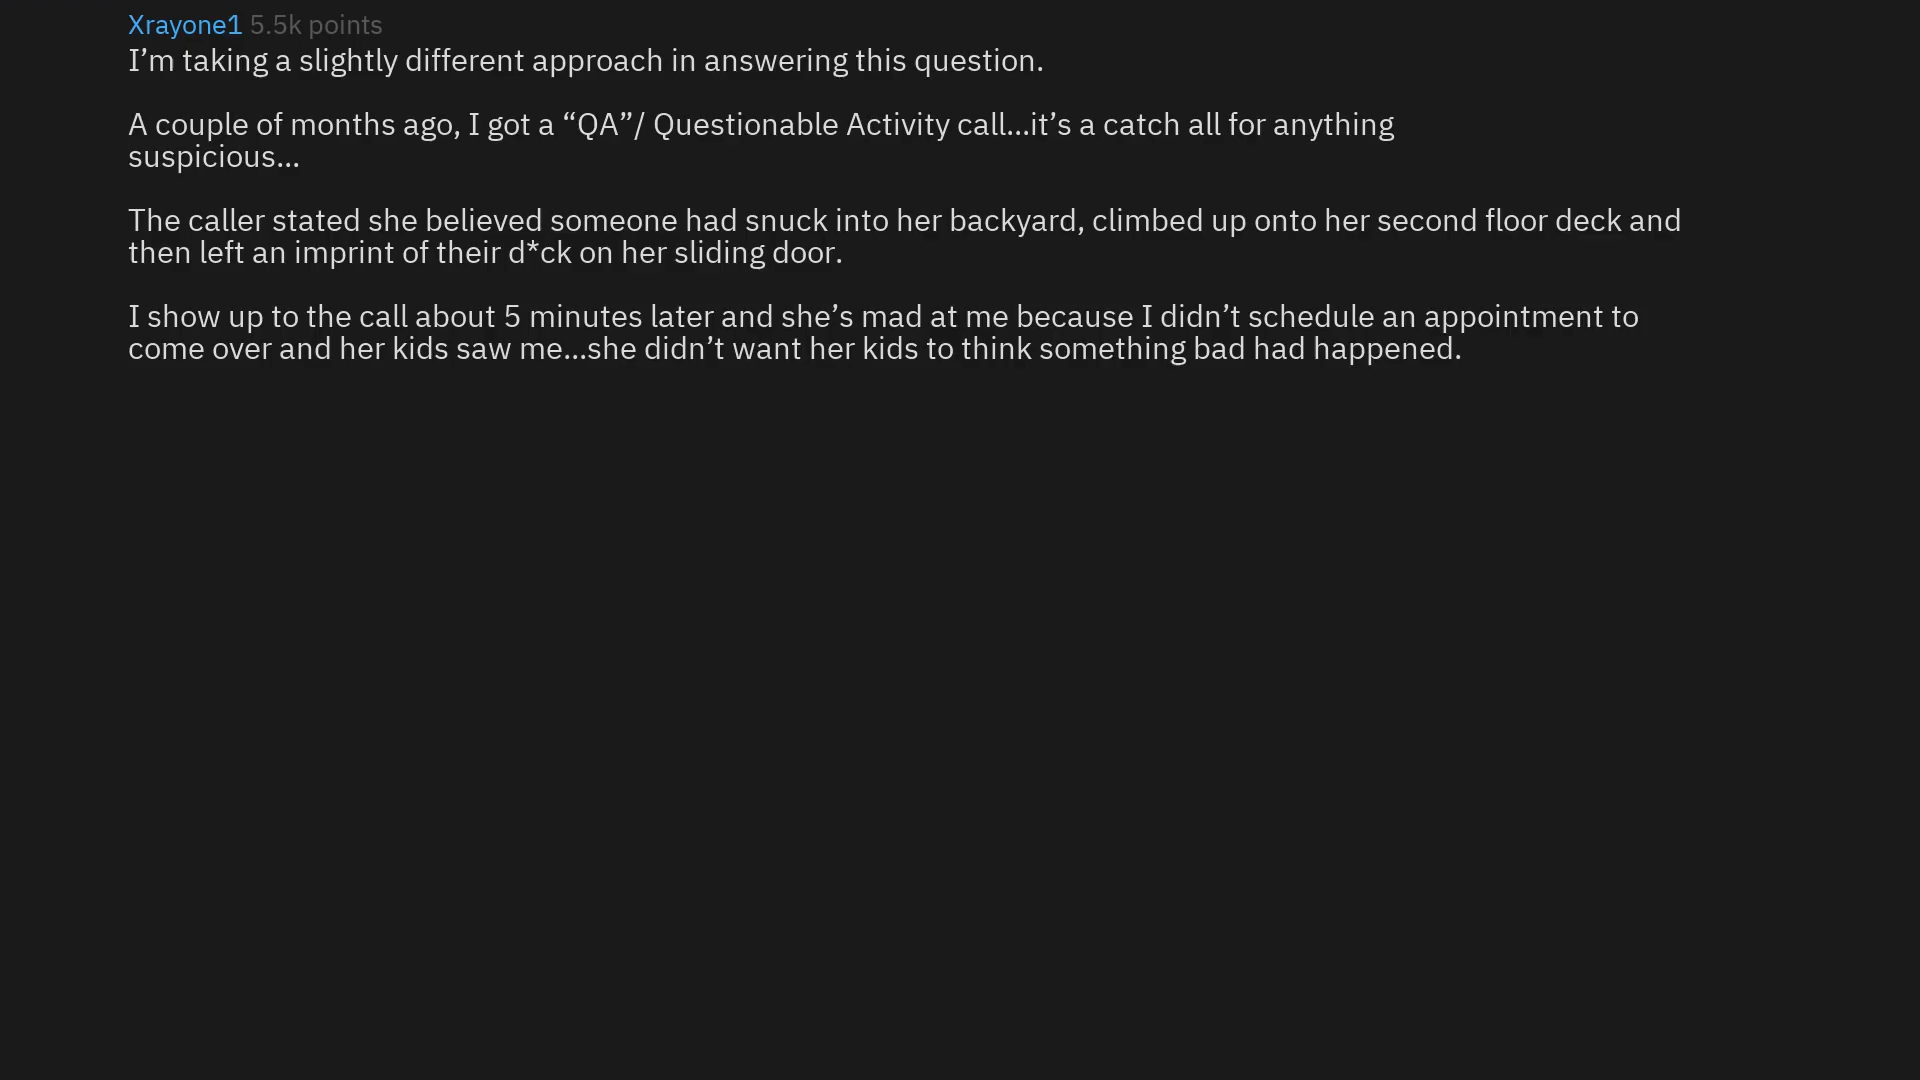 Xrayone1 5.5k points
I’m taking a slightly different approach in answering this question.
A couple of months ago, I got a “QA”/ Questionable Activity call...it’s a catch all for anything
suspicious...
The caller stated she believed someone had snuck into her backyard, climbed up onto her second floor deck and
then left an imprint of their d*ck on her sliding door.
I show up to the call about 5 minutes later and she’s mad at me because I didn’t schedule an appointment to
come over and her kids saw me...she didn’t want her kids to think something bad had happened.